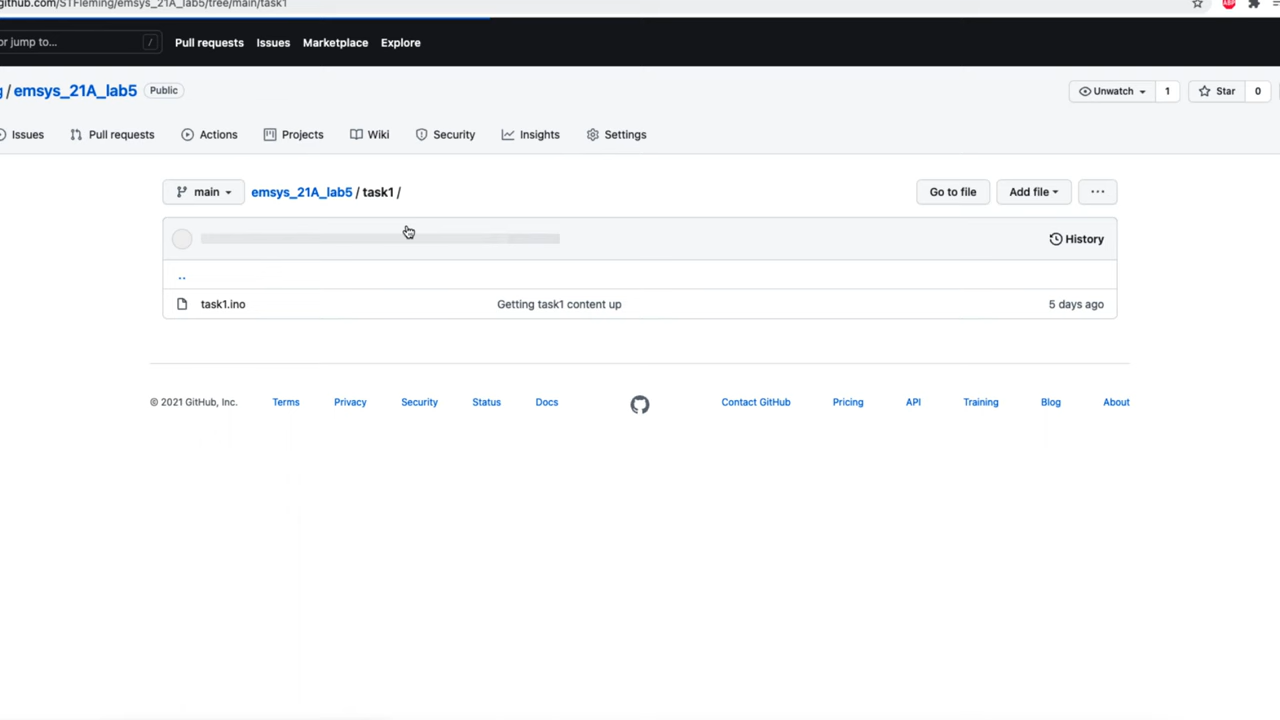 github.com/STFleming/emsys_21A_lab5/tree/main/task1
or jump to... / Pull requests Issues Marketplace Explore
/ emsys_21A_lab5 Public Unwatch 1 Star 0
Issues Pull requests Actions Projects Wiki Security Insights Settings
main emsys_21A_lab5 / task1 / Go to file Add file ...
History
..
task1.ino Getting task1 content up 5 days ago
© 2021 GitHub, Inc. Terms Privacy Security Status Docs Contact GitHub Pricing API Training Blog About